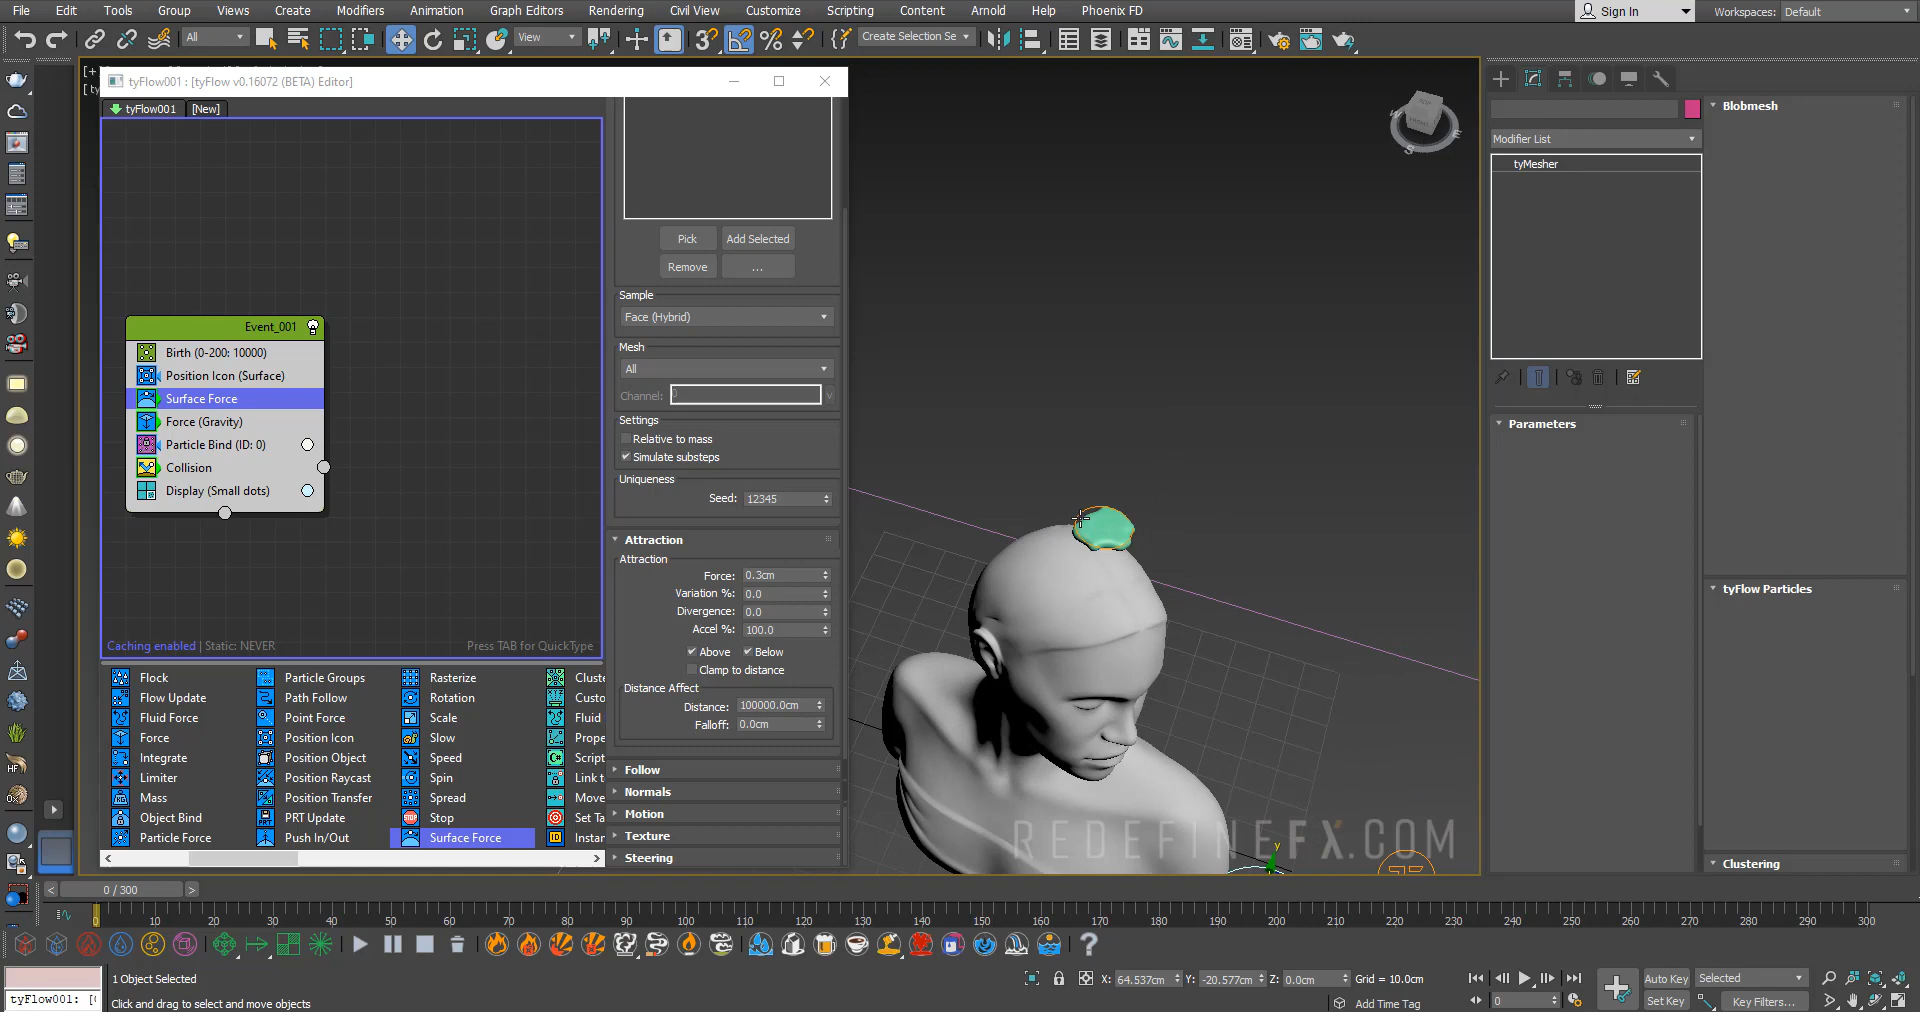 File Edit Tools Group Views Create Modifiers Animation Graph Editors Rendering Civil View Customize Scripting Content Arnold Help Phoenix FD
Sign In Workspaces: Default
All View Create Selection Se
tyFlow001 : [tyFlow v0.16072 (BETA) Editor]
tyFlow001 [New]
Event_001
Birth (0-200: 10000)
Position Icon (Surface)
Surface Force
Force (Gravity)
Particle Bind (ID: 0)
Collision
Display (Small dots)
Caching enabled | Static: NEVER
Press TAB for QuickType
Flock Particle Groups Rasterize Cluste
Flow Update Path Follow Rotation Custo
Fluid Force Point Force Scale Fluid
Force Position Icon Slow Prope
Integrate Position Object Speed Script
Limiter Position Raycast Spin Link t
Mass Position Transfer Spread Move
Object Bind PRT Update Stop Set Ta
Particle Force Push In/Out Surface Force Instan
Pick Add Selected
Remove ...
Sample
Face (Hybrid)
Mesh
All
Channel: 0
Settings
Relative to mass
Simulate substeps
Uniqueness
Seed: 12345
Attraction
Attraction
Force: 0.3cm
Variation %: 0.0
Divergence: 0.0
Accel %: 100.0
Above Below
Clamp to distance
Distance Affect
Distance: 100000.0cm
Falloff: 0.0cm
Follow
Normals
Motion
Texture
Steering
REDEFINEFX.COM
y
Modifier List
tyMesher
Blobmesh
Parameters
tyFlow Particles
Clustering
0 / 300
0 10 20 30 40 50 60 70 80 90 100 110 120 130 140 150 160 170 180 190 200 210 220 230 240 250 260 270 280 290 300
1 Object Selected
X: 64.537cm Y: -20.577cm Z: 0.0cm Grid = 10.0cm
Auto Key Selected
tyFlow001: [(
Click and drag to select and move objects
Add Time Tag
0
Set Key Key Filters...